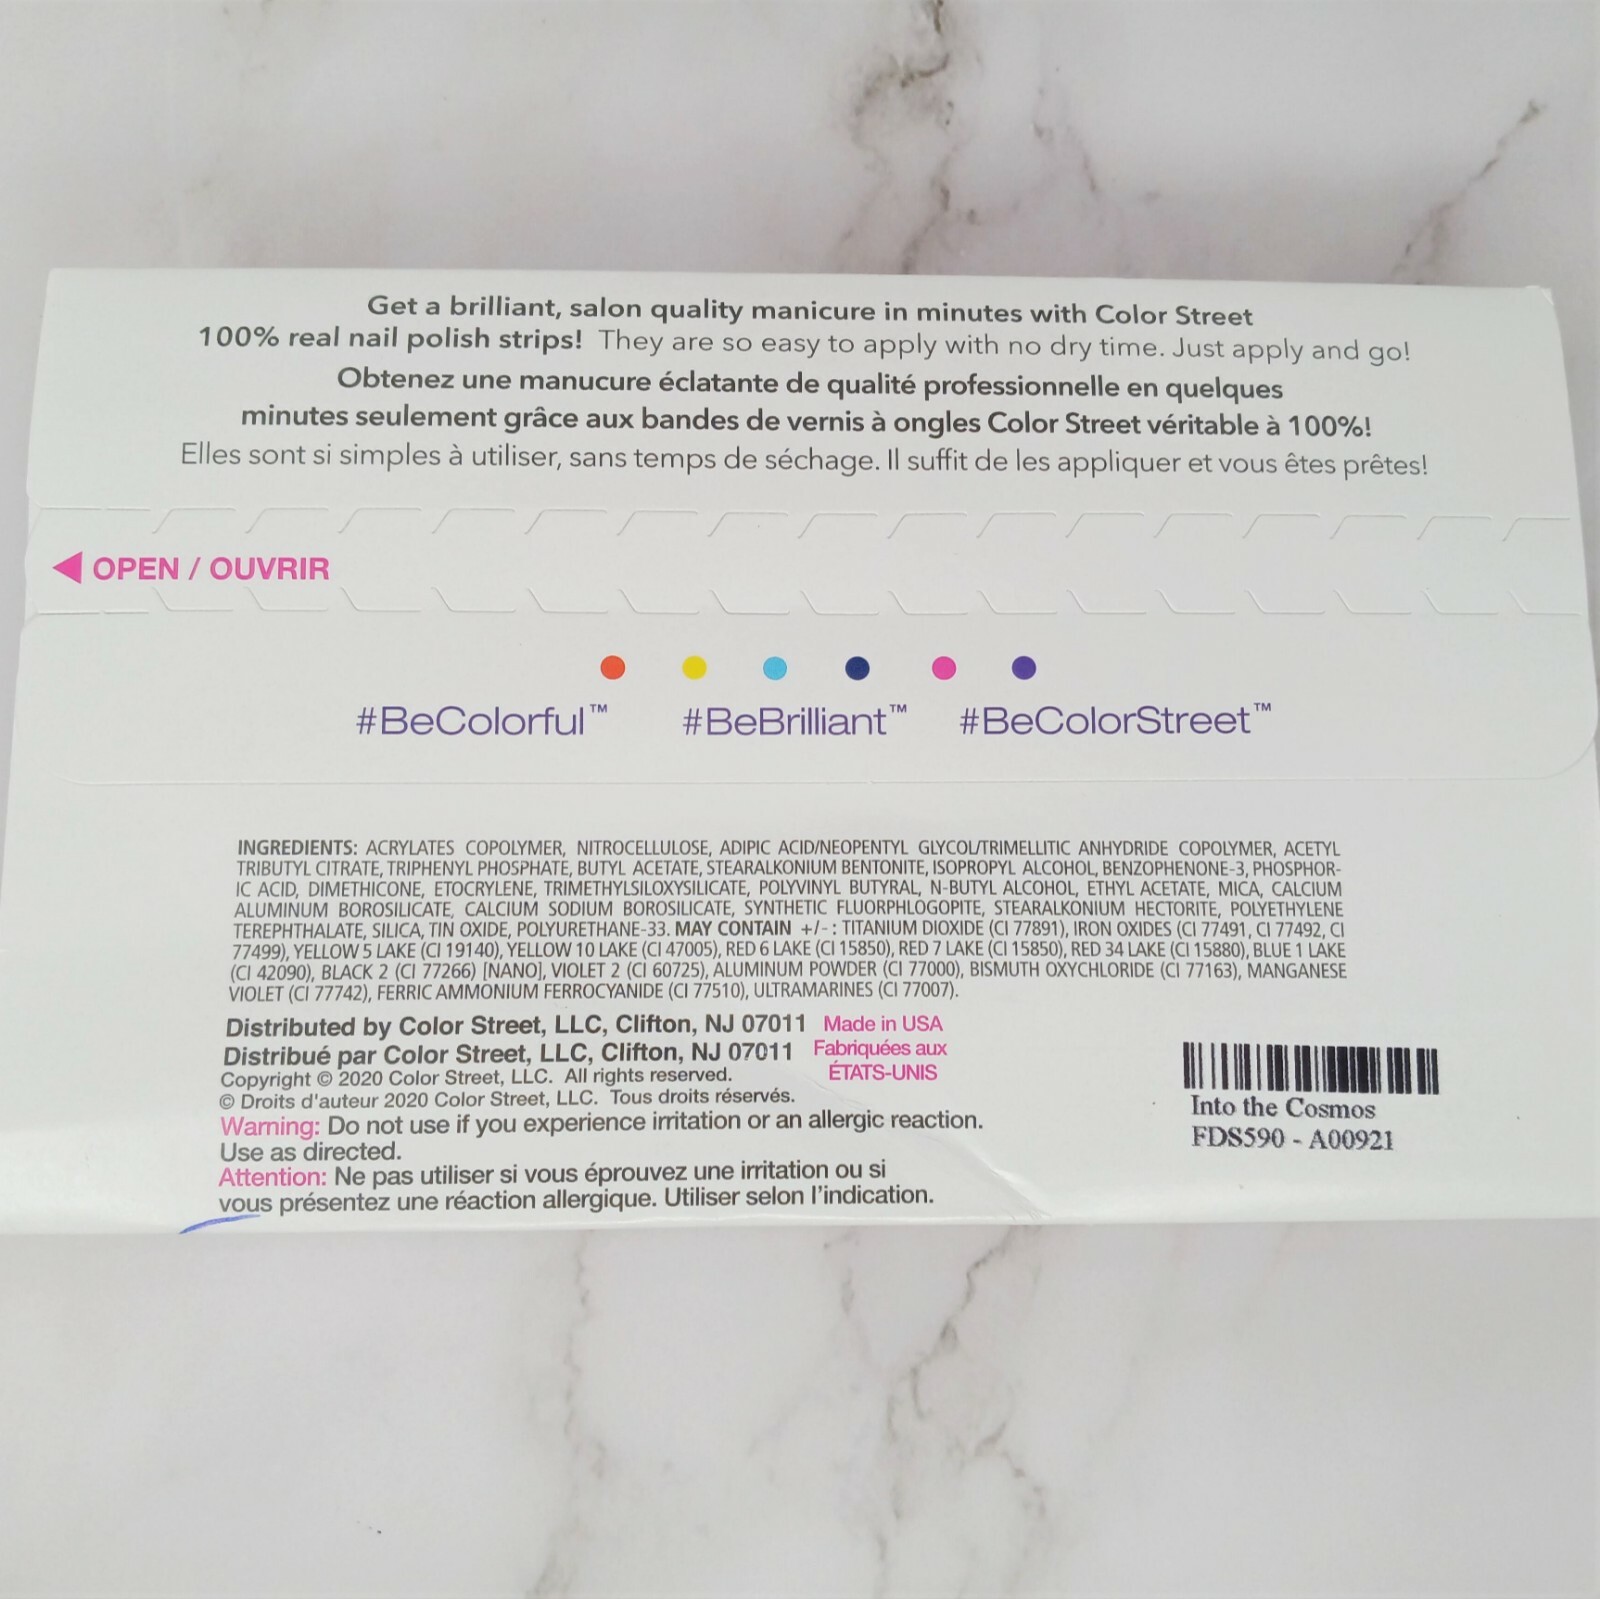 Get a brilliant, salon quality manicure in minutes with Color Street
100% real nail polish strips! They are so easy to apply with no dry time. Just apply and go!
Obtenez une manucure éclatante de qualité professionnelle en quelques
minutes seulement grâce aux bandes de vernis à ongles Color Street véritable à 100%!
Elles sont si simples à utiliser, sans temps de séchage. Il suffit de les appliquer et vous êtes prêtes!
OPEN / OUVRIR
#BeColorful™ #BeBrilliant™ #BeColorStreet™
INGREDIENTS: ACRYLATES COPOLYMER, NITROCELLULOSE, ADIPIC ACID/NEOPENTYL GLYCOL/TRIMELLITIC ANHYDRIDE COPOLYMER, ACETYL
TRIBUTYL CITRATE, TRIPHENYL PHOSPHATE, BUTYL ACETATE, STEARALKONIUM BENTONITE, ISOPROPYL ALCOHOL, BENZOPHENONE-3, PHOSPHOR-
IC ACID, DIMETHICONE, ETOCRYLENE, TRIMETHYLSILOXYSILICATE, POLYVINYL BUTYRAL, N-BUTYL ALCOHOL, ETHYL ACETATE, MICA, CALCIUM
ALUMINUM BOROSILICATE, CALCIUM SODIUM BOROSILICATE, SYNTHETIC FLUORPHLOGOPITE, STEARALKONIUM HECTORITE, POLYETHYLENE
TEREPHTHALATE, SILICA, TIN OXIDE, POLYURETHANE-33. MAY CONTAIN +/- : TITANIUM DIOXIDE (CI 77891), IRON OXIDES (CI 77491, CI 77492, CI
77499), YELLOW 5 LAKE (CI 19140), YELLOW 10 LAKE (CI 47005), RED 6 LAKE (CI 15850), RED 7 LAKE (CI 15850), RED 34 LAKE (CI 15880), BLUE 1 LAKE
(CI 42090), BLACK 2 (CI 77266) [NANO], VIOLET 2 (CI 60725), ALUMINUM POWDER (CI 77000), BISMUTH OXYCHLORIDE (CI 77163), MANGANESE
VIOLET (CI 77742), FERRIC AMMONIUM FERROCYANIDE (CI 77510), ULTRAMARINES (CI 77007).
Distributed by Color Street, LLC, Clifton, NJ 07011 Made in USA
Distribué par Color Street, LLC, Clifton, NJ 07011 Fabriquées aux
ÉTATS-UNIS
Copyright © 2020 Color Street, LLC. All rights reserved.
© Droits d'auteur 2020 Color Street, LLC. Tous droits réservés.
Warning: Do not use if you experience irritation or an allergic reaction.
Use as directed.
Attention: Ne pas utiliser si vous éprouvez une irritation ou si
vous présentez une réaction allergique. Utiliser selon l'indication.
Into the Cosmos
FDS590 - A00921